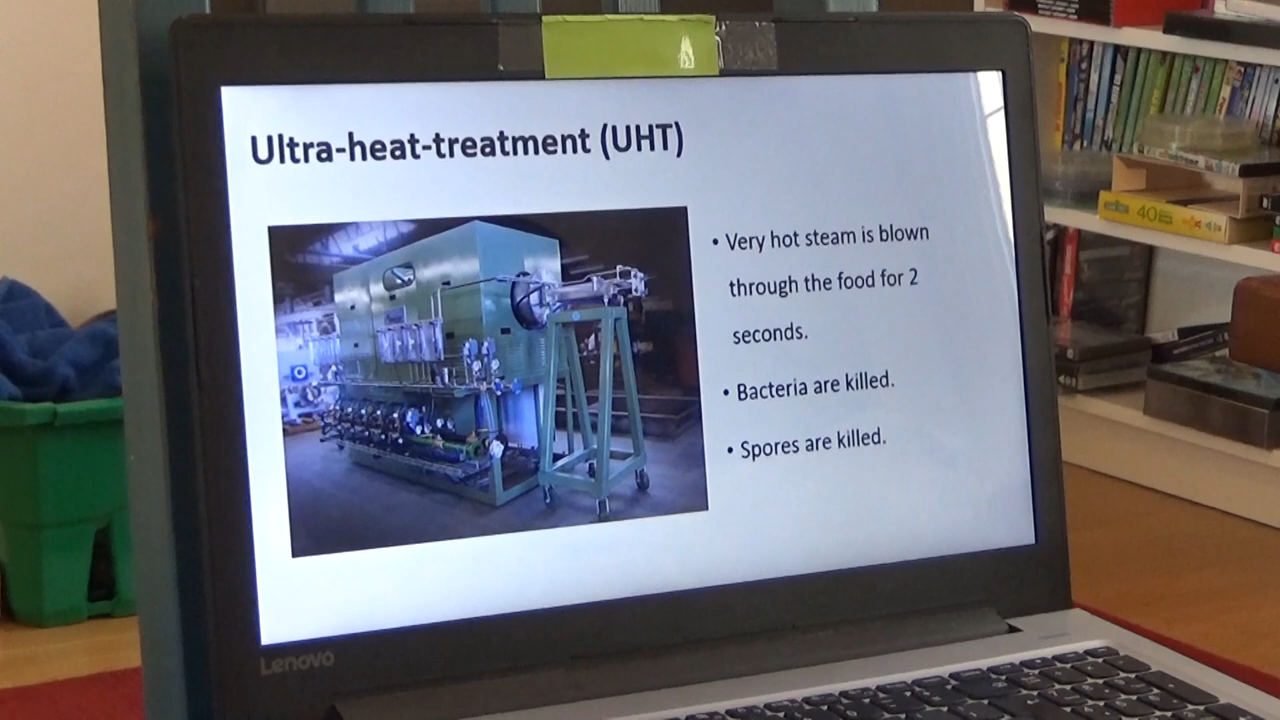 Ultra-heat-treatment (UHT)
• Very hot steam is blown
through the food for 2
seconds.
• Bacteria are killed.
• Spores are killed.
Lenovo
40